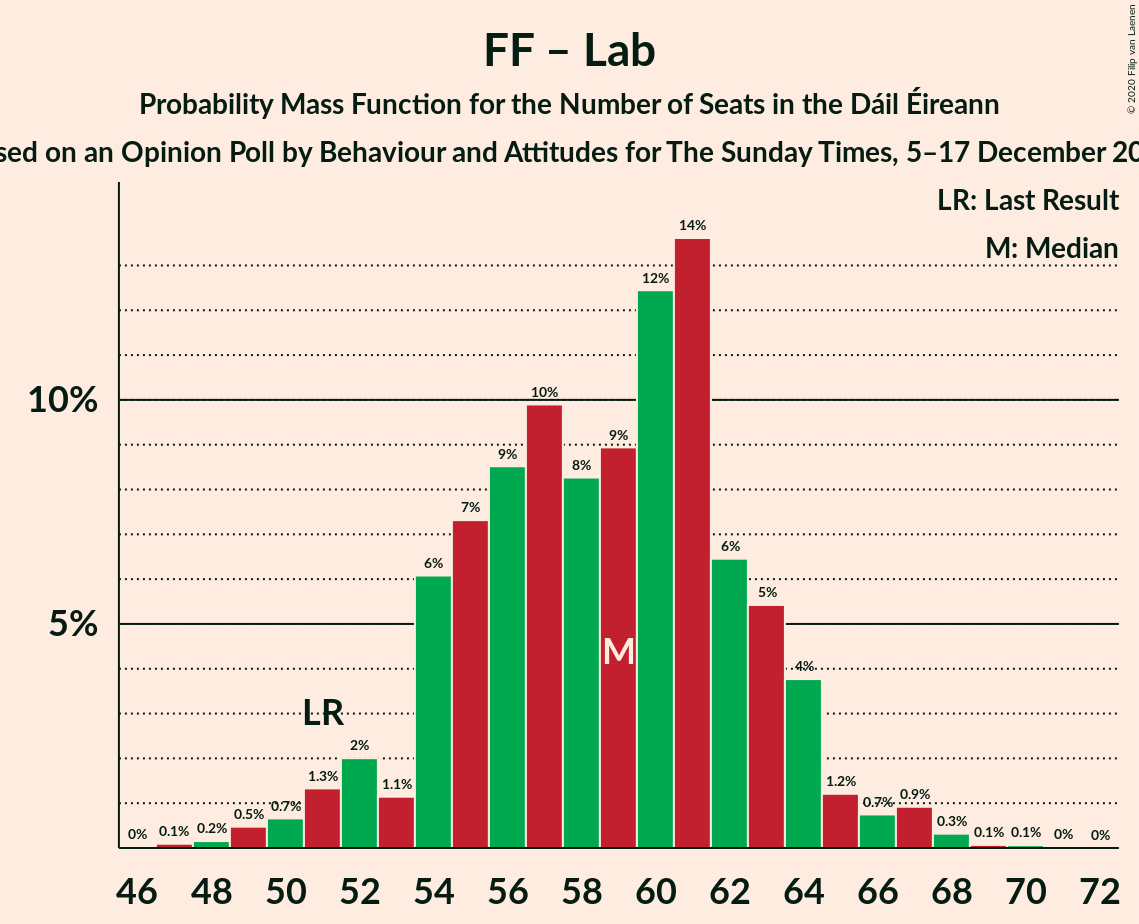 FF – Lab
Probability Mass Function for the Number of Seats in the Dáil Éireann
sed on an Opinion Poll by Behaviour and Attitudes for The Sunday Times, 5–17 December 20
© 2020 Filip van Laenen
LR: Last Result
M: Median
14%
12%
10%
10%
9%
9%
8%
7%
6%
6%
5%
5%
M
4%
LR
2%
1.3%
1.1%
1.2%
0.9%
0.7%
0.7%
0.5%
0.3%
0% 0.1% 0.2%
0.1% 0.1% 0% 0%
46 48 50 52 54 56 58 60 62 64 66 68 70 72